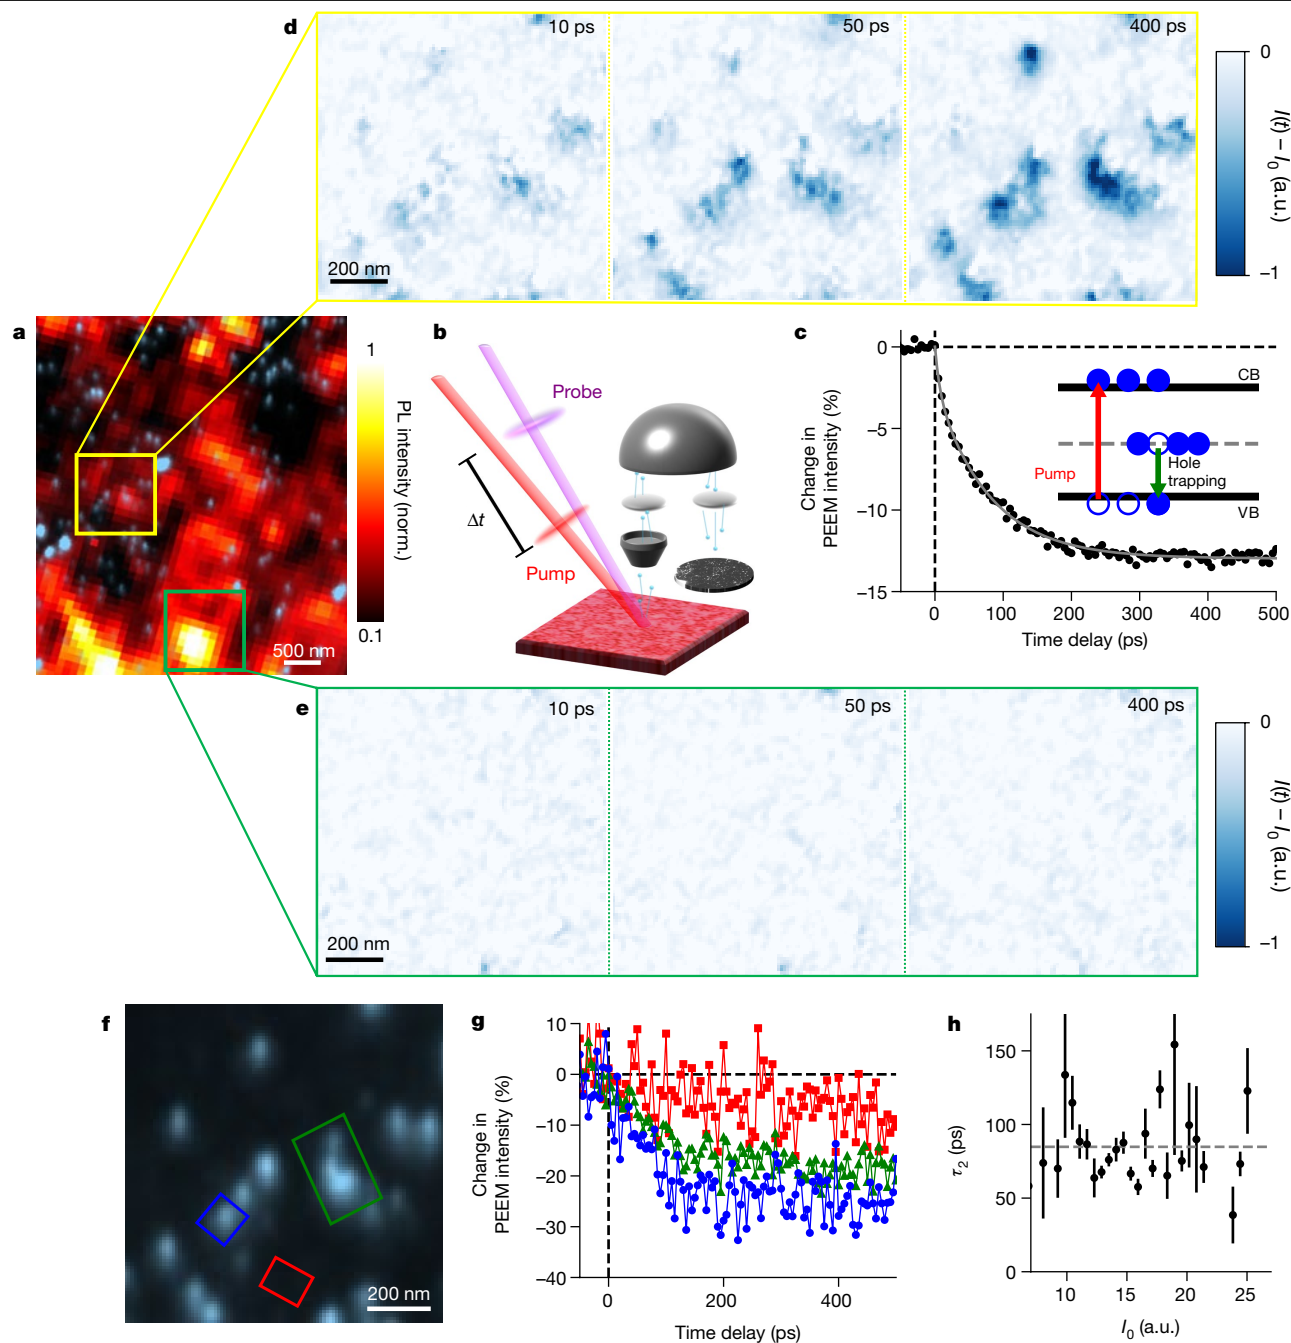 d
10 ps
50 ps
400 ps
200 nm
0
I(t) – I0 (a.u.)
–1
a
500 nm
1
PL intensity (norm.)
0.1
b
Probe
Δt
Pump
c
Change in
PEEM intensity (%)
0
–5
–10
–15
0
100
200
300
400
500
Time delay (ps)
CB
Pump
Hole
trapping
VB
e
10 ps
50 ps
400 ps
200 nm
0
I(t) – I0 (a.u.)
–1
f
200 nm
g
Change in
PEEM intensity (%)
10
0
–10
–20
–30
–40
0
200
400
Time delay (ps)
h
τ2 (ps)
150
100
50
0
10
15
20
25
I0 (a.u.)